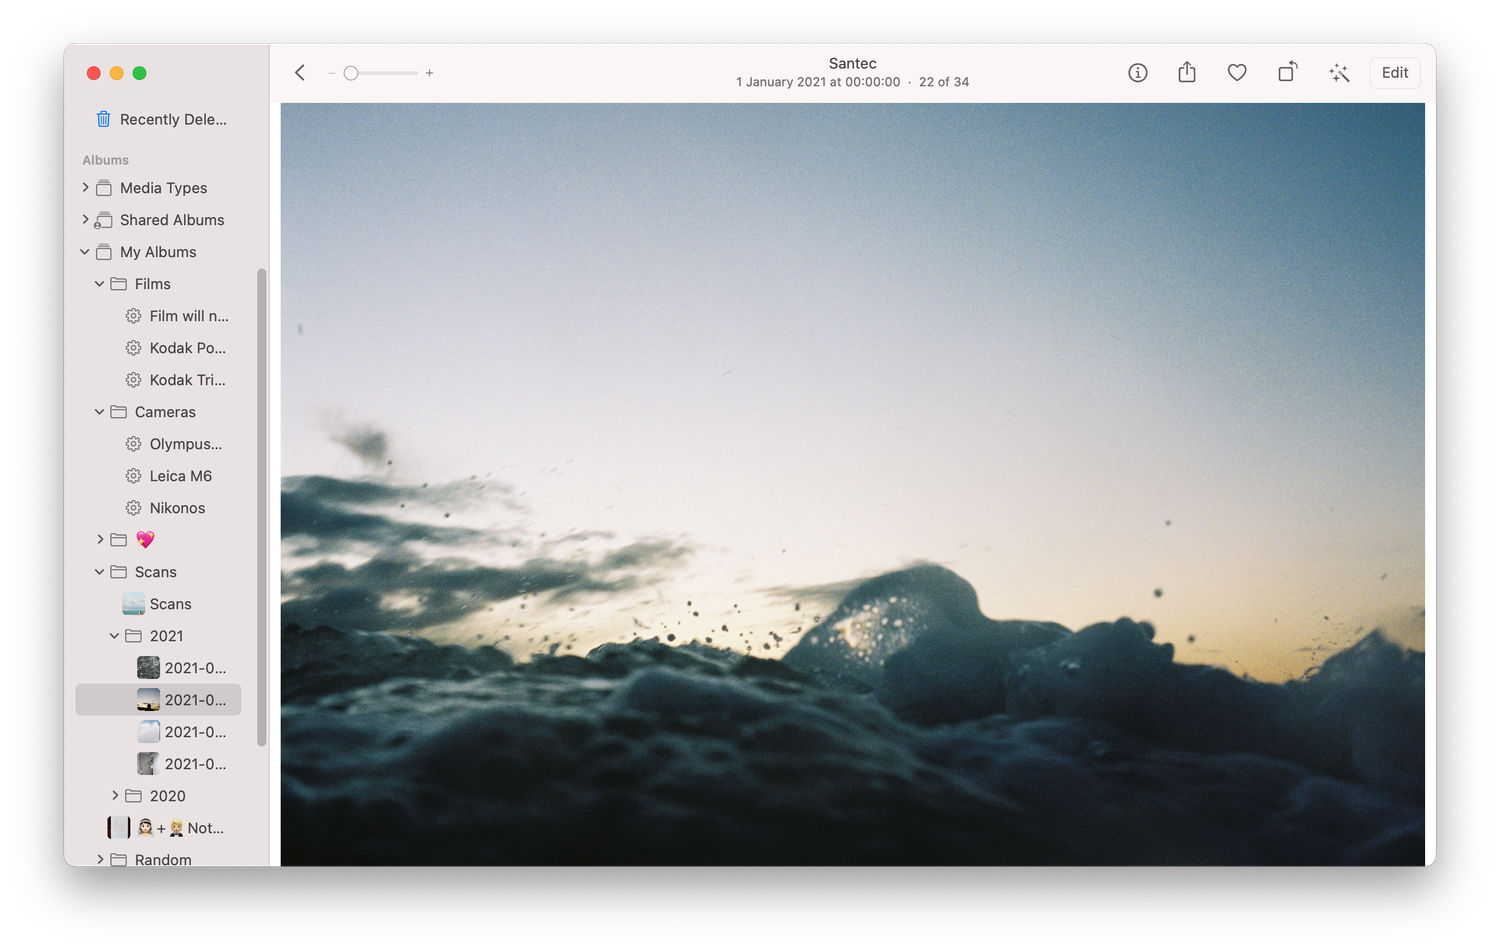 Santec
1 January 2021 at 00:00:00 · 22 of 34
Edit
Recently Dele...
Albums
Media Types
Shared Albums
My Albums
Films
Film will n...
Kodak Po...
Kodak Tri...
Cameras
Olympus...
Leica M6
Nikonos
💖
Scans
Scans
2021
2021-0...
2021-0...
2021-0...
2021-0...
2020
👰🏻+🤵🏼 Not...
Random